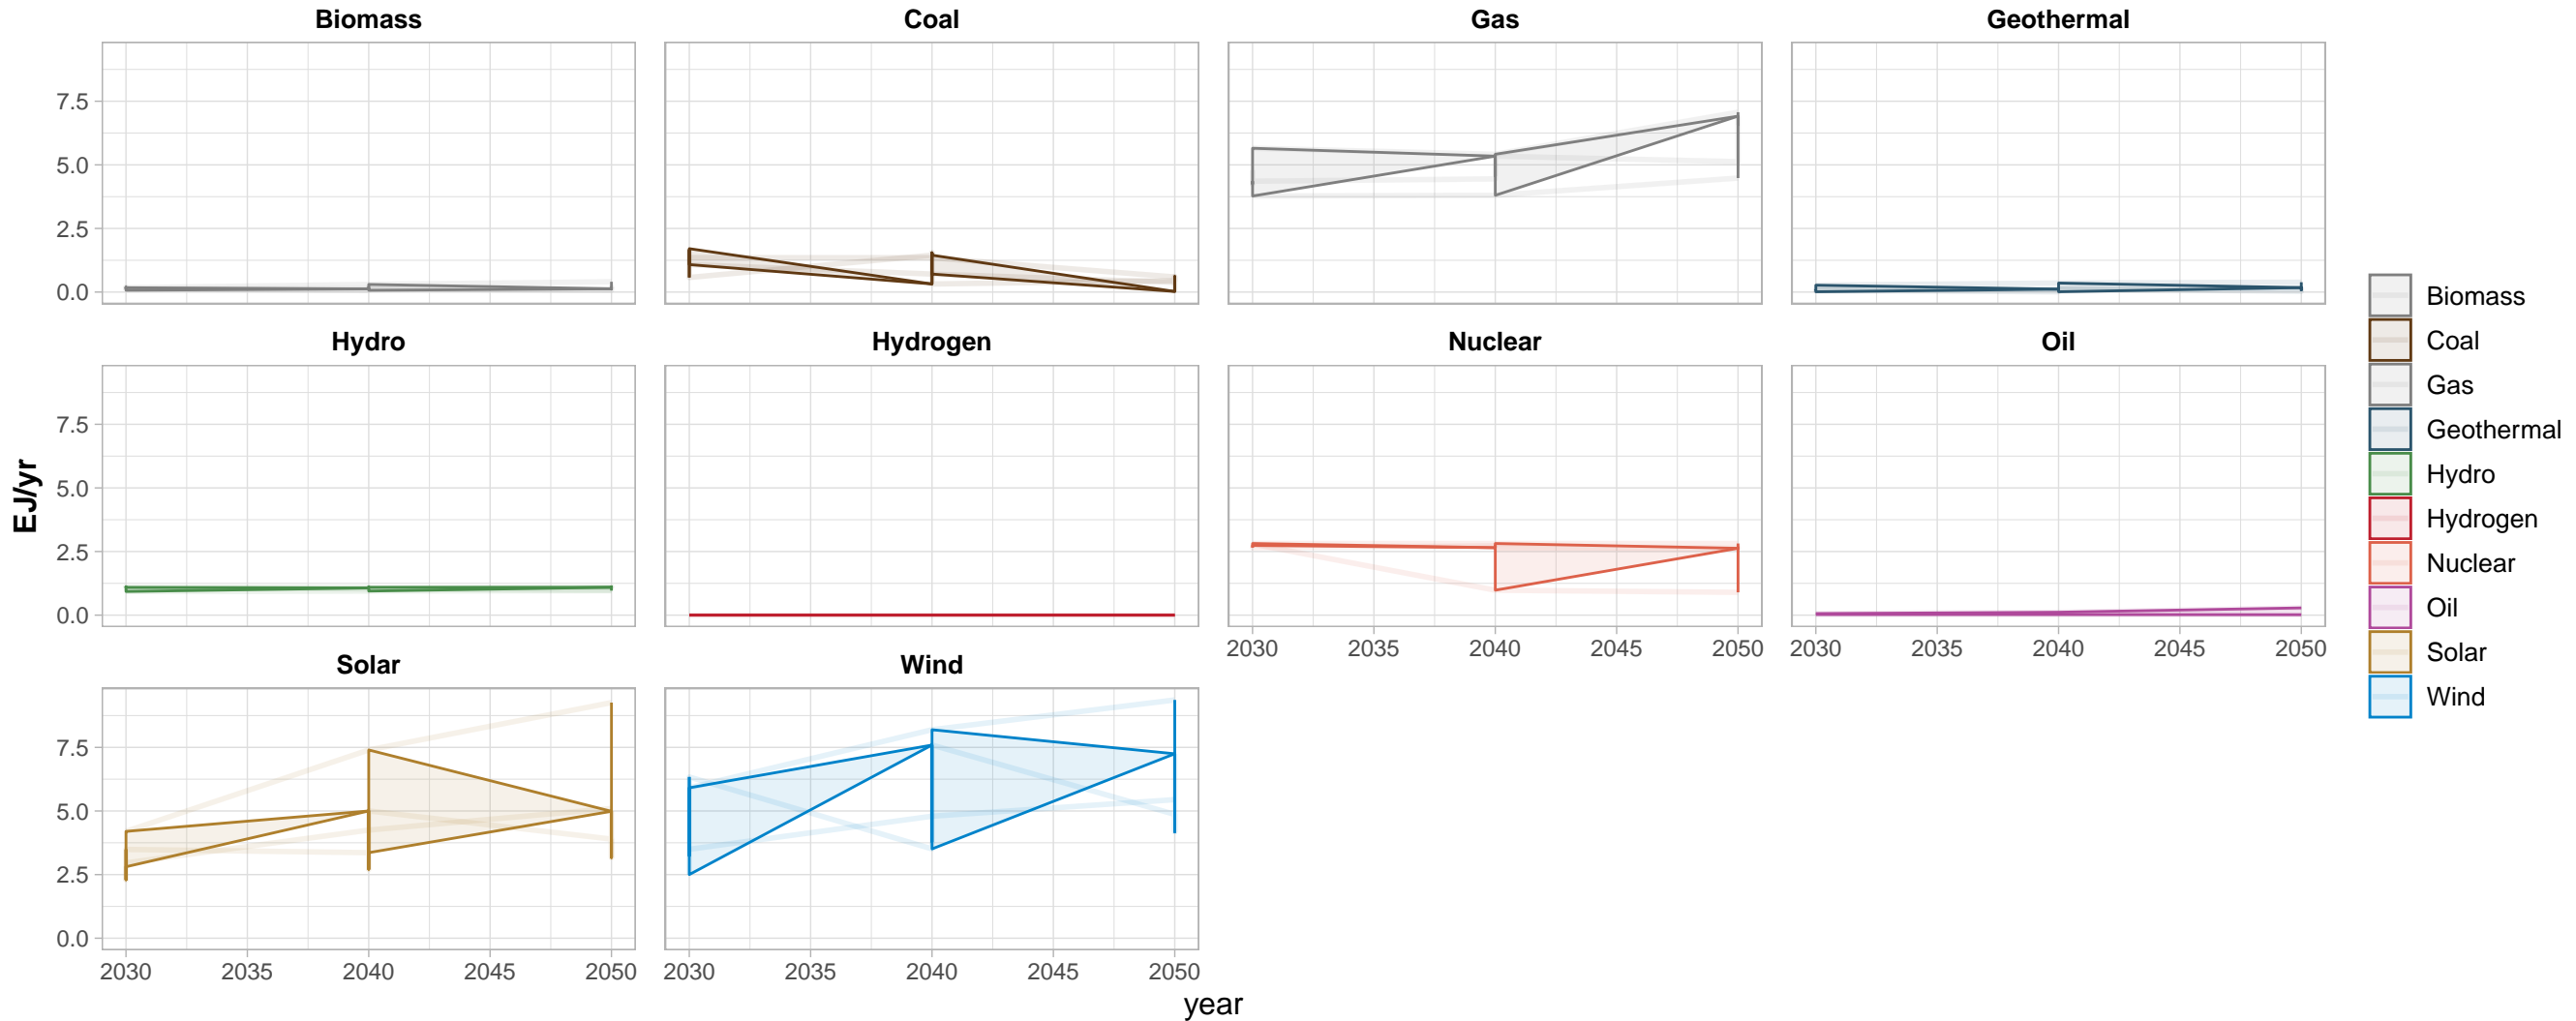 Biomass Coal Gas Geothermal
7.5
5.0
2.5
0.0
Hydro Hydrogen Nuclear Oil
7.5
5.0
2.5
0.0
2030 2035 2040 2045 2050 2030 2035 2040 2045 2050
Solar Wind
7.5
5.0
2.5
0.0
2030 2035 2040 2045 2050 2030 2035 2040 2045 2050
year
EJ/yr
Biomass
Coal
Gas
Geothermal
Hydro
Hydrogen
Nuclear
Oil
Solar
Wind